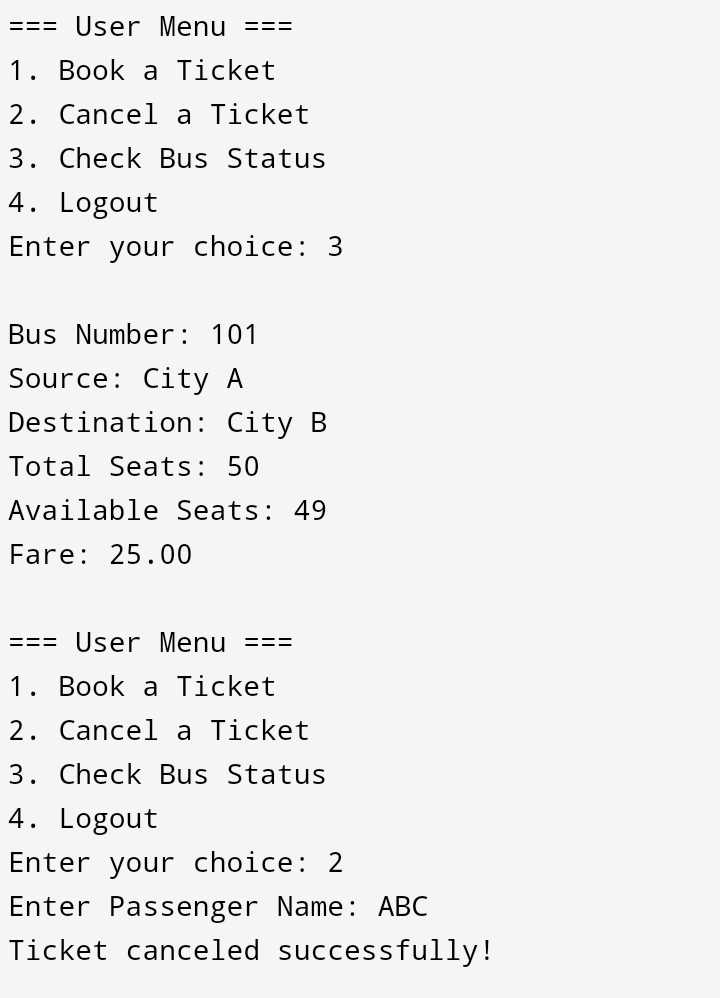 === User Menu ===
1. Book a Ticket
2. Cancel a Ticket
3. Check Bus Status
4. Logout
Enter your choice: 3
Bus Number: 101
Source: City A
Destination: City B
Total Seats: 50
Available Seats: 49
Fare: 25.00
=== User Menu ===
1. Book a Ticket
2. Cancel a Ticket
3. Check Bus Status
4. Logout
Enter your choice: 2
Enter Passenger Name: ABC
Ticket canceled successfully!